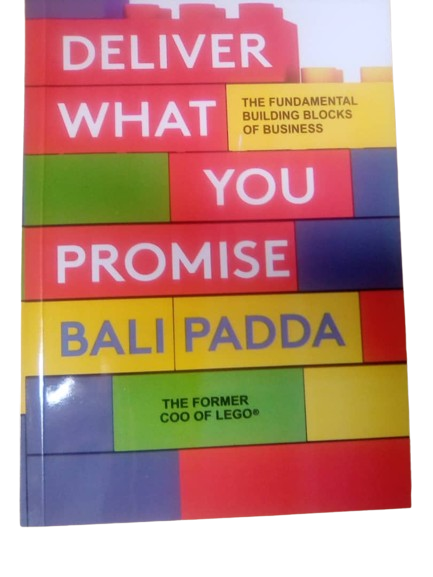 DELIVER
WHAT
THE FUNDAMENTAL
BUILDING BLOCKS
OF BUSINESS
YOU
PROMISE
BALI PADDA
THE FORMER
COO OF LEGO®